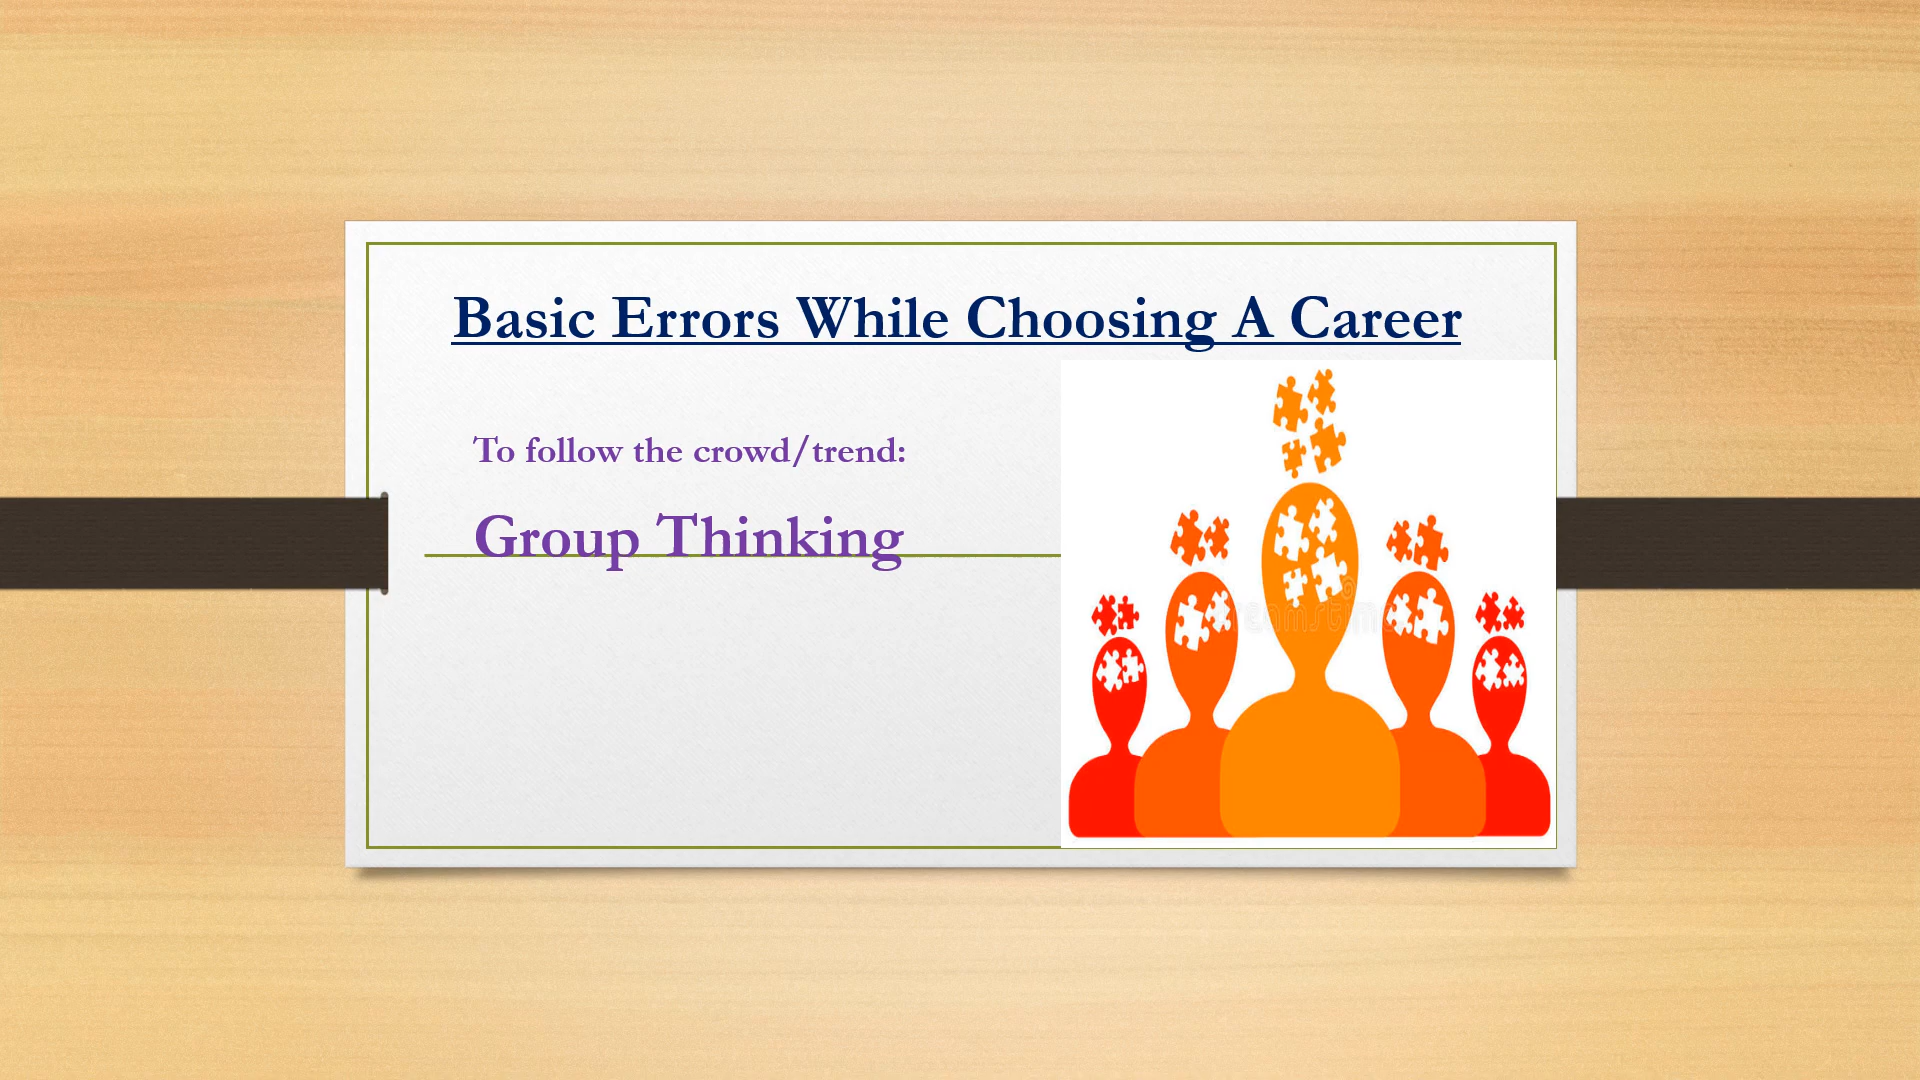 Basic Errors While Choosing A Career
To follow the crowd/trend:
Group Thinking